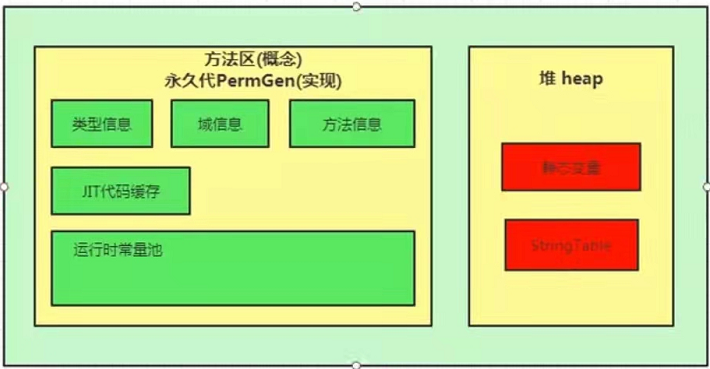 方法区(概念)
永久代PermGen(实现)
类型信息
域信息
方法信息
JIT代码缓存
运行时常量池
堆 heap
静态变量
StringTable